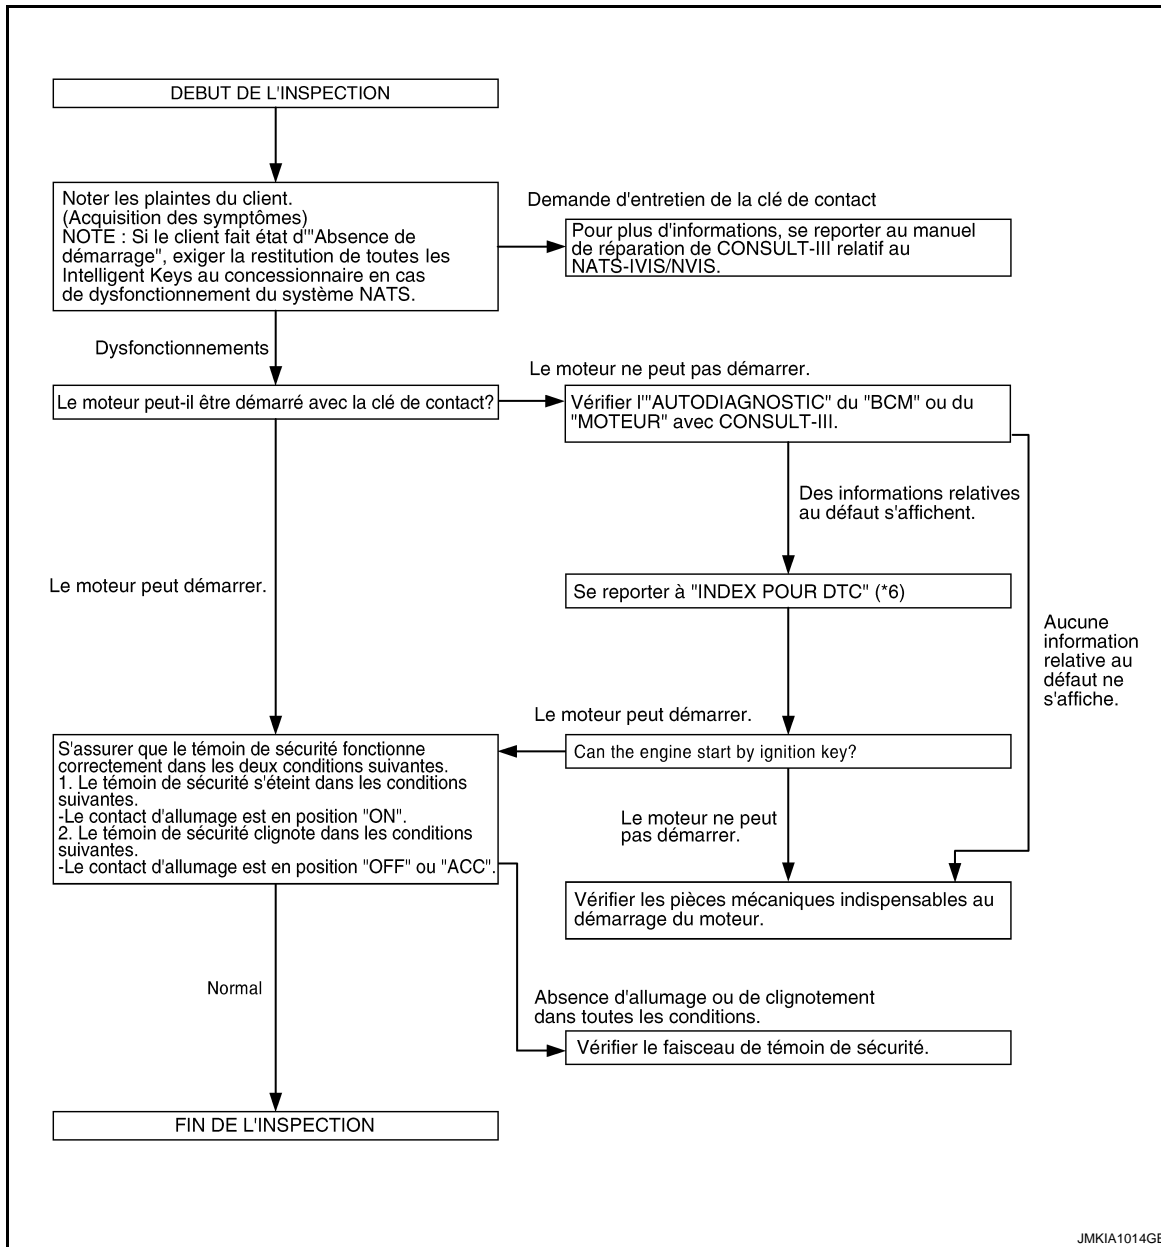 DEBUT DE L'INSPECTION
Noter les plaintes du client.
(Acquisition des symptômes)
NOTE : Si le client fait état d'"Absence de
démarrage", exiger la restitution de toutes les
Intelligent Keys au concessionnaire en cas
de dysfonctionnement du système NATS.
Demande d'entretien de la clé de contact
Pour plus d'informations, se reporter au manuel
de réparation de CONSULT-III relatif au
NATS-IVIS/NVIS.
Dysfonctionnements
Le moteur peut-il être démarré avec la clé de contact?
Le moteur ne peut pas démarrer.
Vérifier l'"AUTODIAGNOSTIC" du "BCM" ou du
"MOTEUR" avec CONSULT-III.
Des informations relatives
au défaut s'affichent.
Le moteur peut démarrer.
Se reporter à "INDEX POUR DTC" (*6)
Aucune
information
relative au
défaut ne
s'affiche.
Le moteur peut démarrer.
Can the engine start by ignition key?
S'assurer que le témoin de sécurité fonctionne
correctement dans les deux conditions suivantes.
1. Le témoin de sécurité s'éteint dans les conditions
suivantes.
-Le contact d'allumage est en position "ON".
2. Le témoin de sécurité clignote dans les conditions
suivantes.
-Le contact d'allumage est en position "OFF" ou "ACC".
Le moteur ne peut
pas démarrer.
Vérifier les pièces mécaniques indispensables au
démarrage du moteur.
Normal
Absence d'allumage ou de clignotement
dans toutes les conditions.
Vérifier le faisceau de témoin de sécurité.
FIN DE L'INSPECTION
JMKIA1014GE